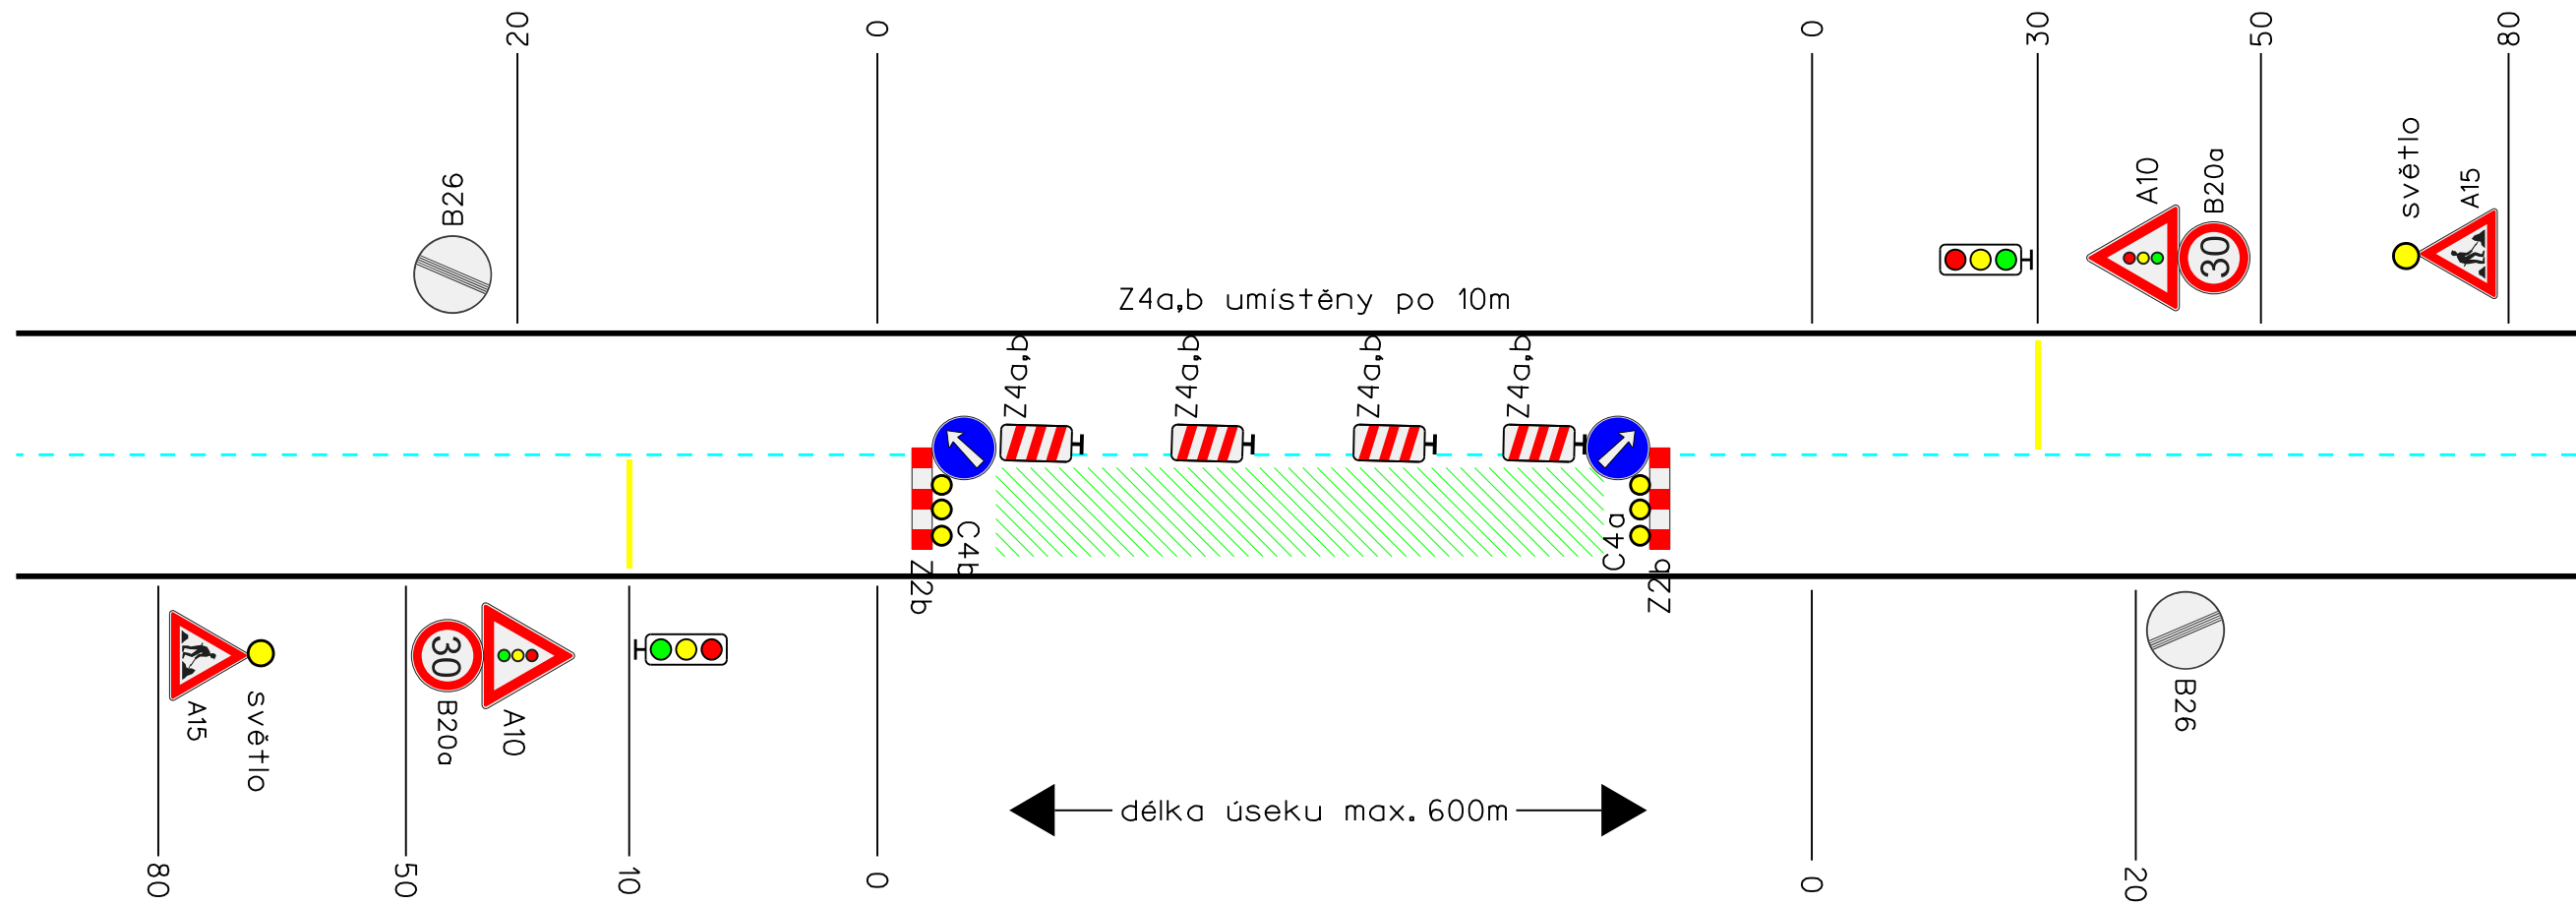 20
0
0
30
50
80
B26
A10
B20a
světlo
A15
30
Z4a,b umístěny po 10m
Z4a,b
Z4a,b
Z4a,b
Z4a,b
C4b
Z2b
C4a
Z2b
A15
světlo
30
B20a
A10
B26
délka úseku max. 600m
80
50
10
0
0
20